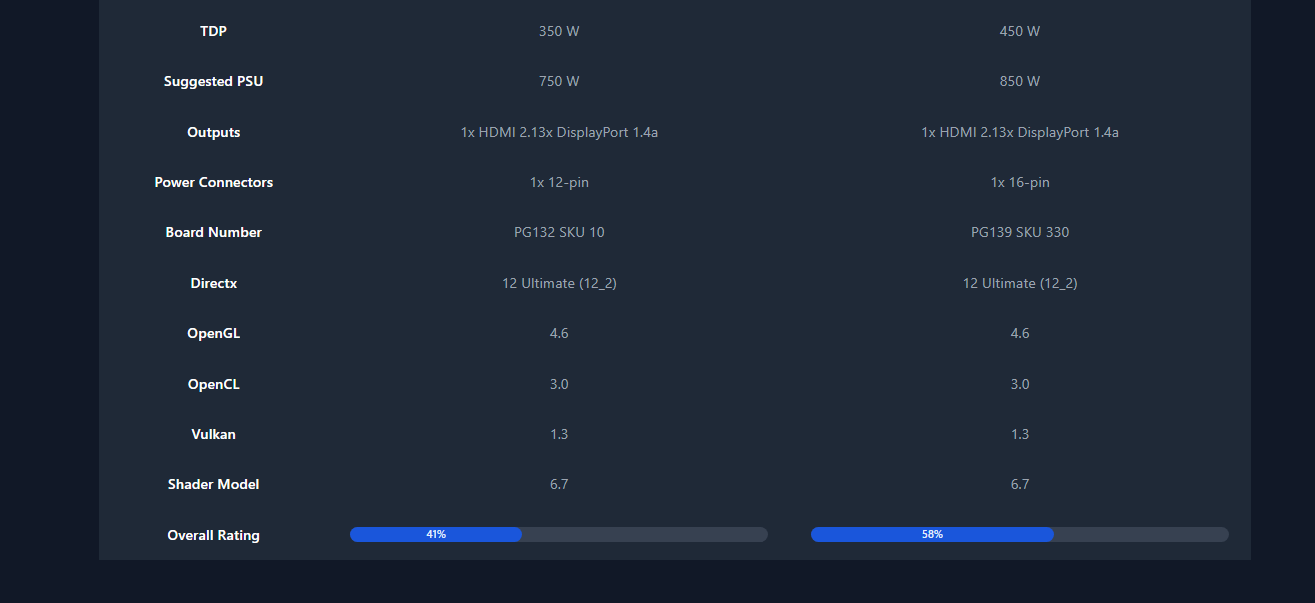 TDP 350 W 450 W
Suggested PSU 750 W 850 W
Outputs 1x HDMI 2.13x DisplayPort 1.4a 1x HDMI 2.13x DisplayPort 1.4a
Power Connectors 1x 12-pin 1x 16-pin
Board Number PG132 SKU 10 PG139 SKU 330
Directx 12 Ultimate (12_2) 12 Ultimate (12_2)
OpenGL 4.6 4.6
OpenCL 3.0 3.0
Vulkan 1.3 1.3
Shader Model 6.7 6.7
Overall Rating 41% 58%